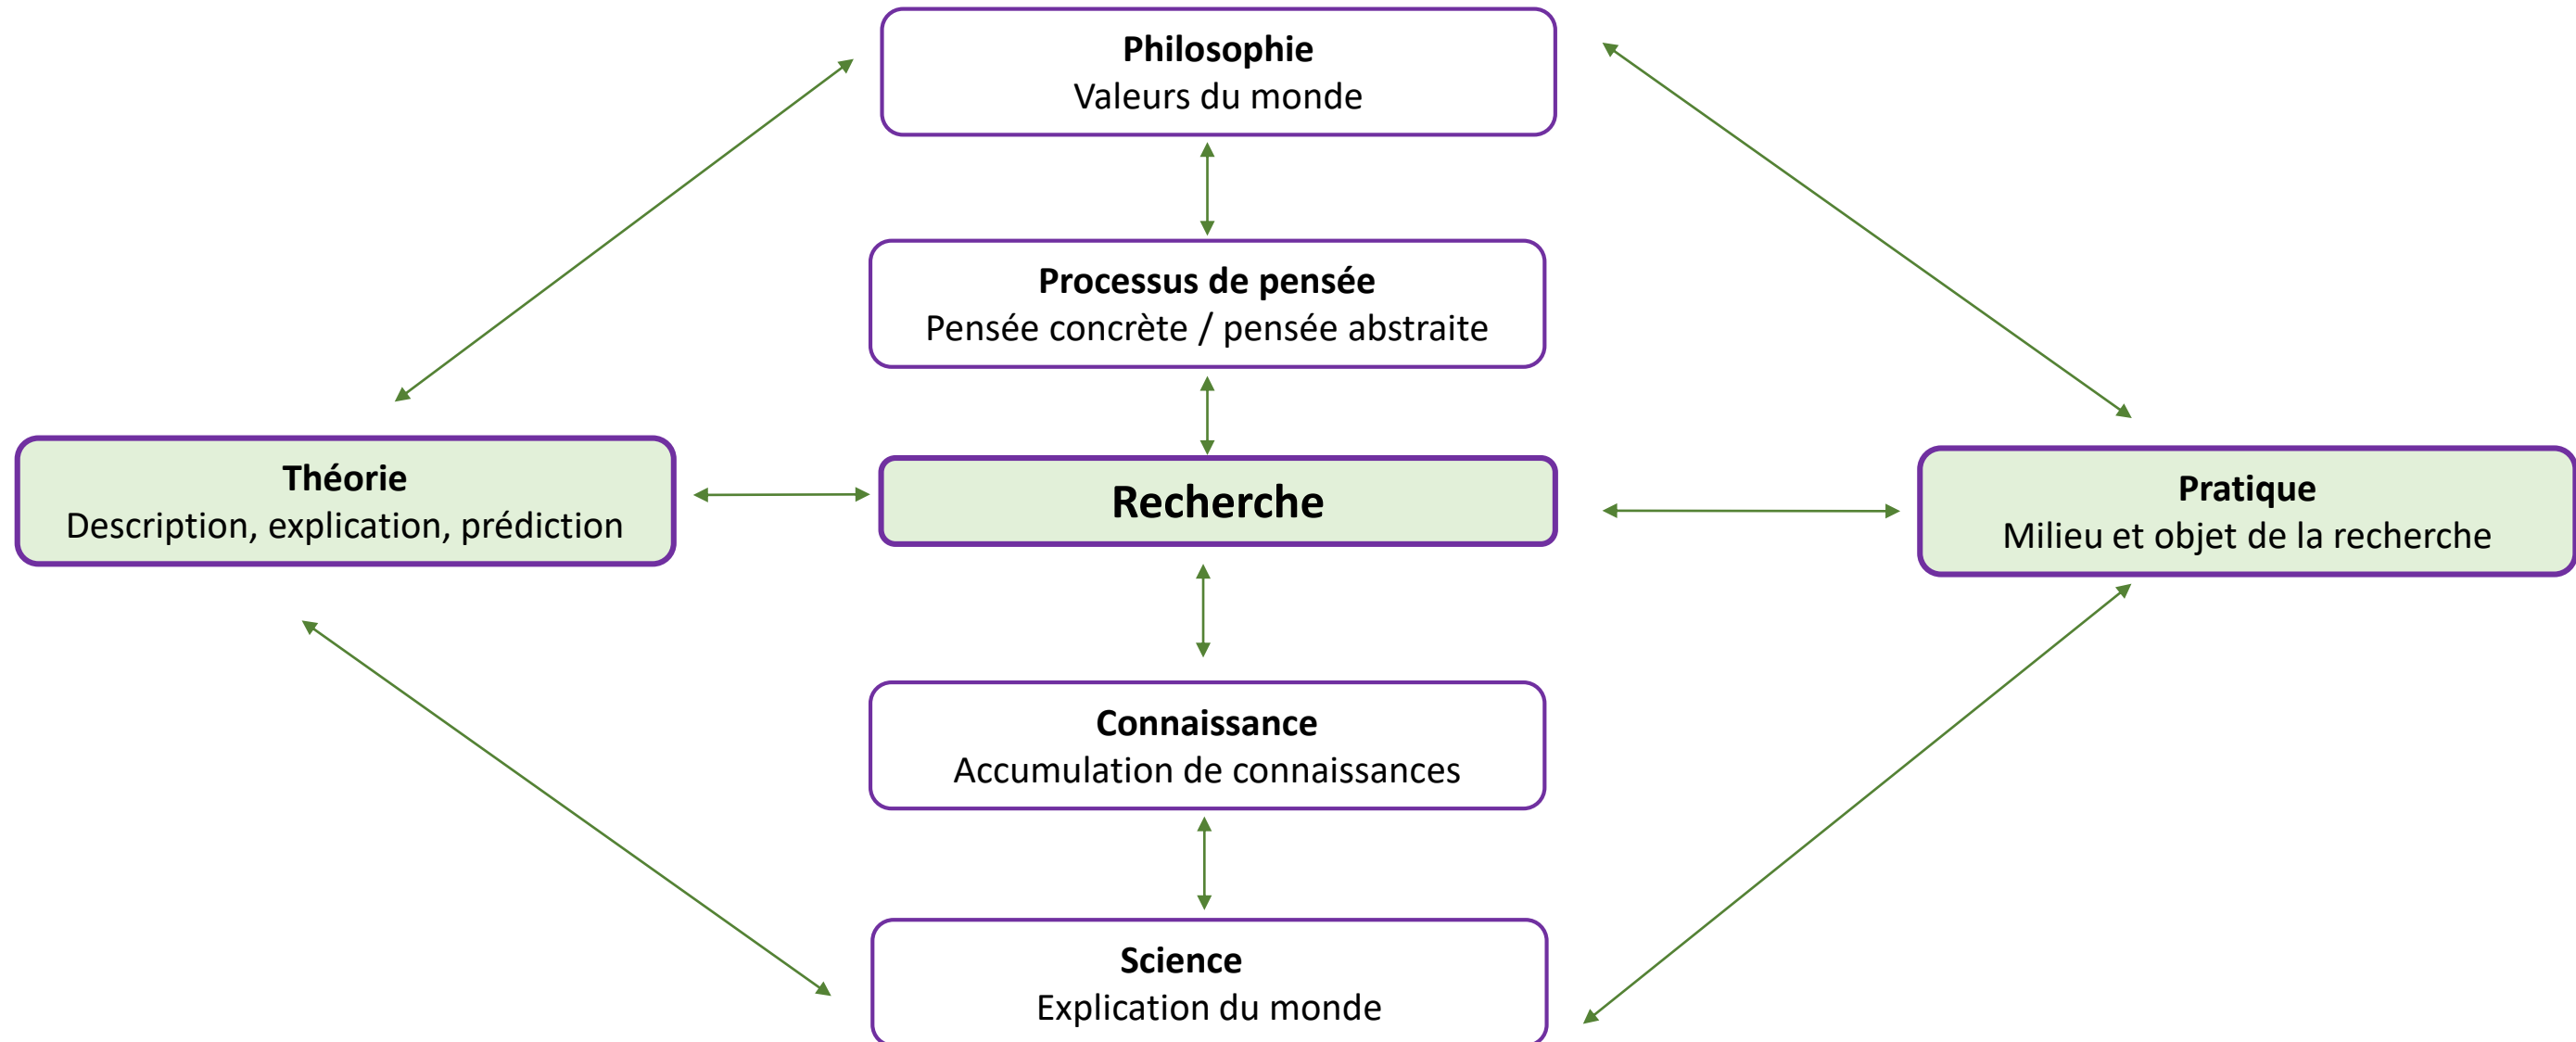 Philosophie
Valeurs du monde
Processus de pensée
Pensée concrète / pensée abstraite
Théorie
Description, explication, prédiction
Recherche
Pratique
Milieu et objet de la recherche
Connaissance
Accumulation de connaissances
Science
Explication du monde